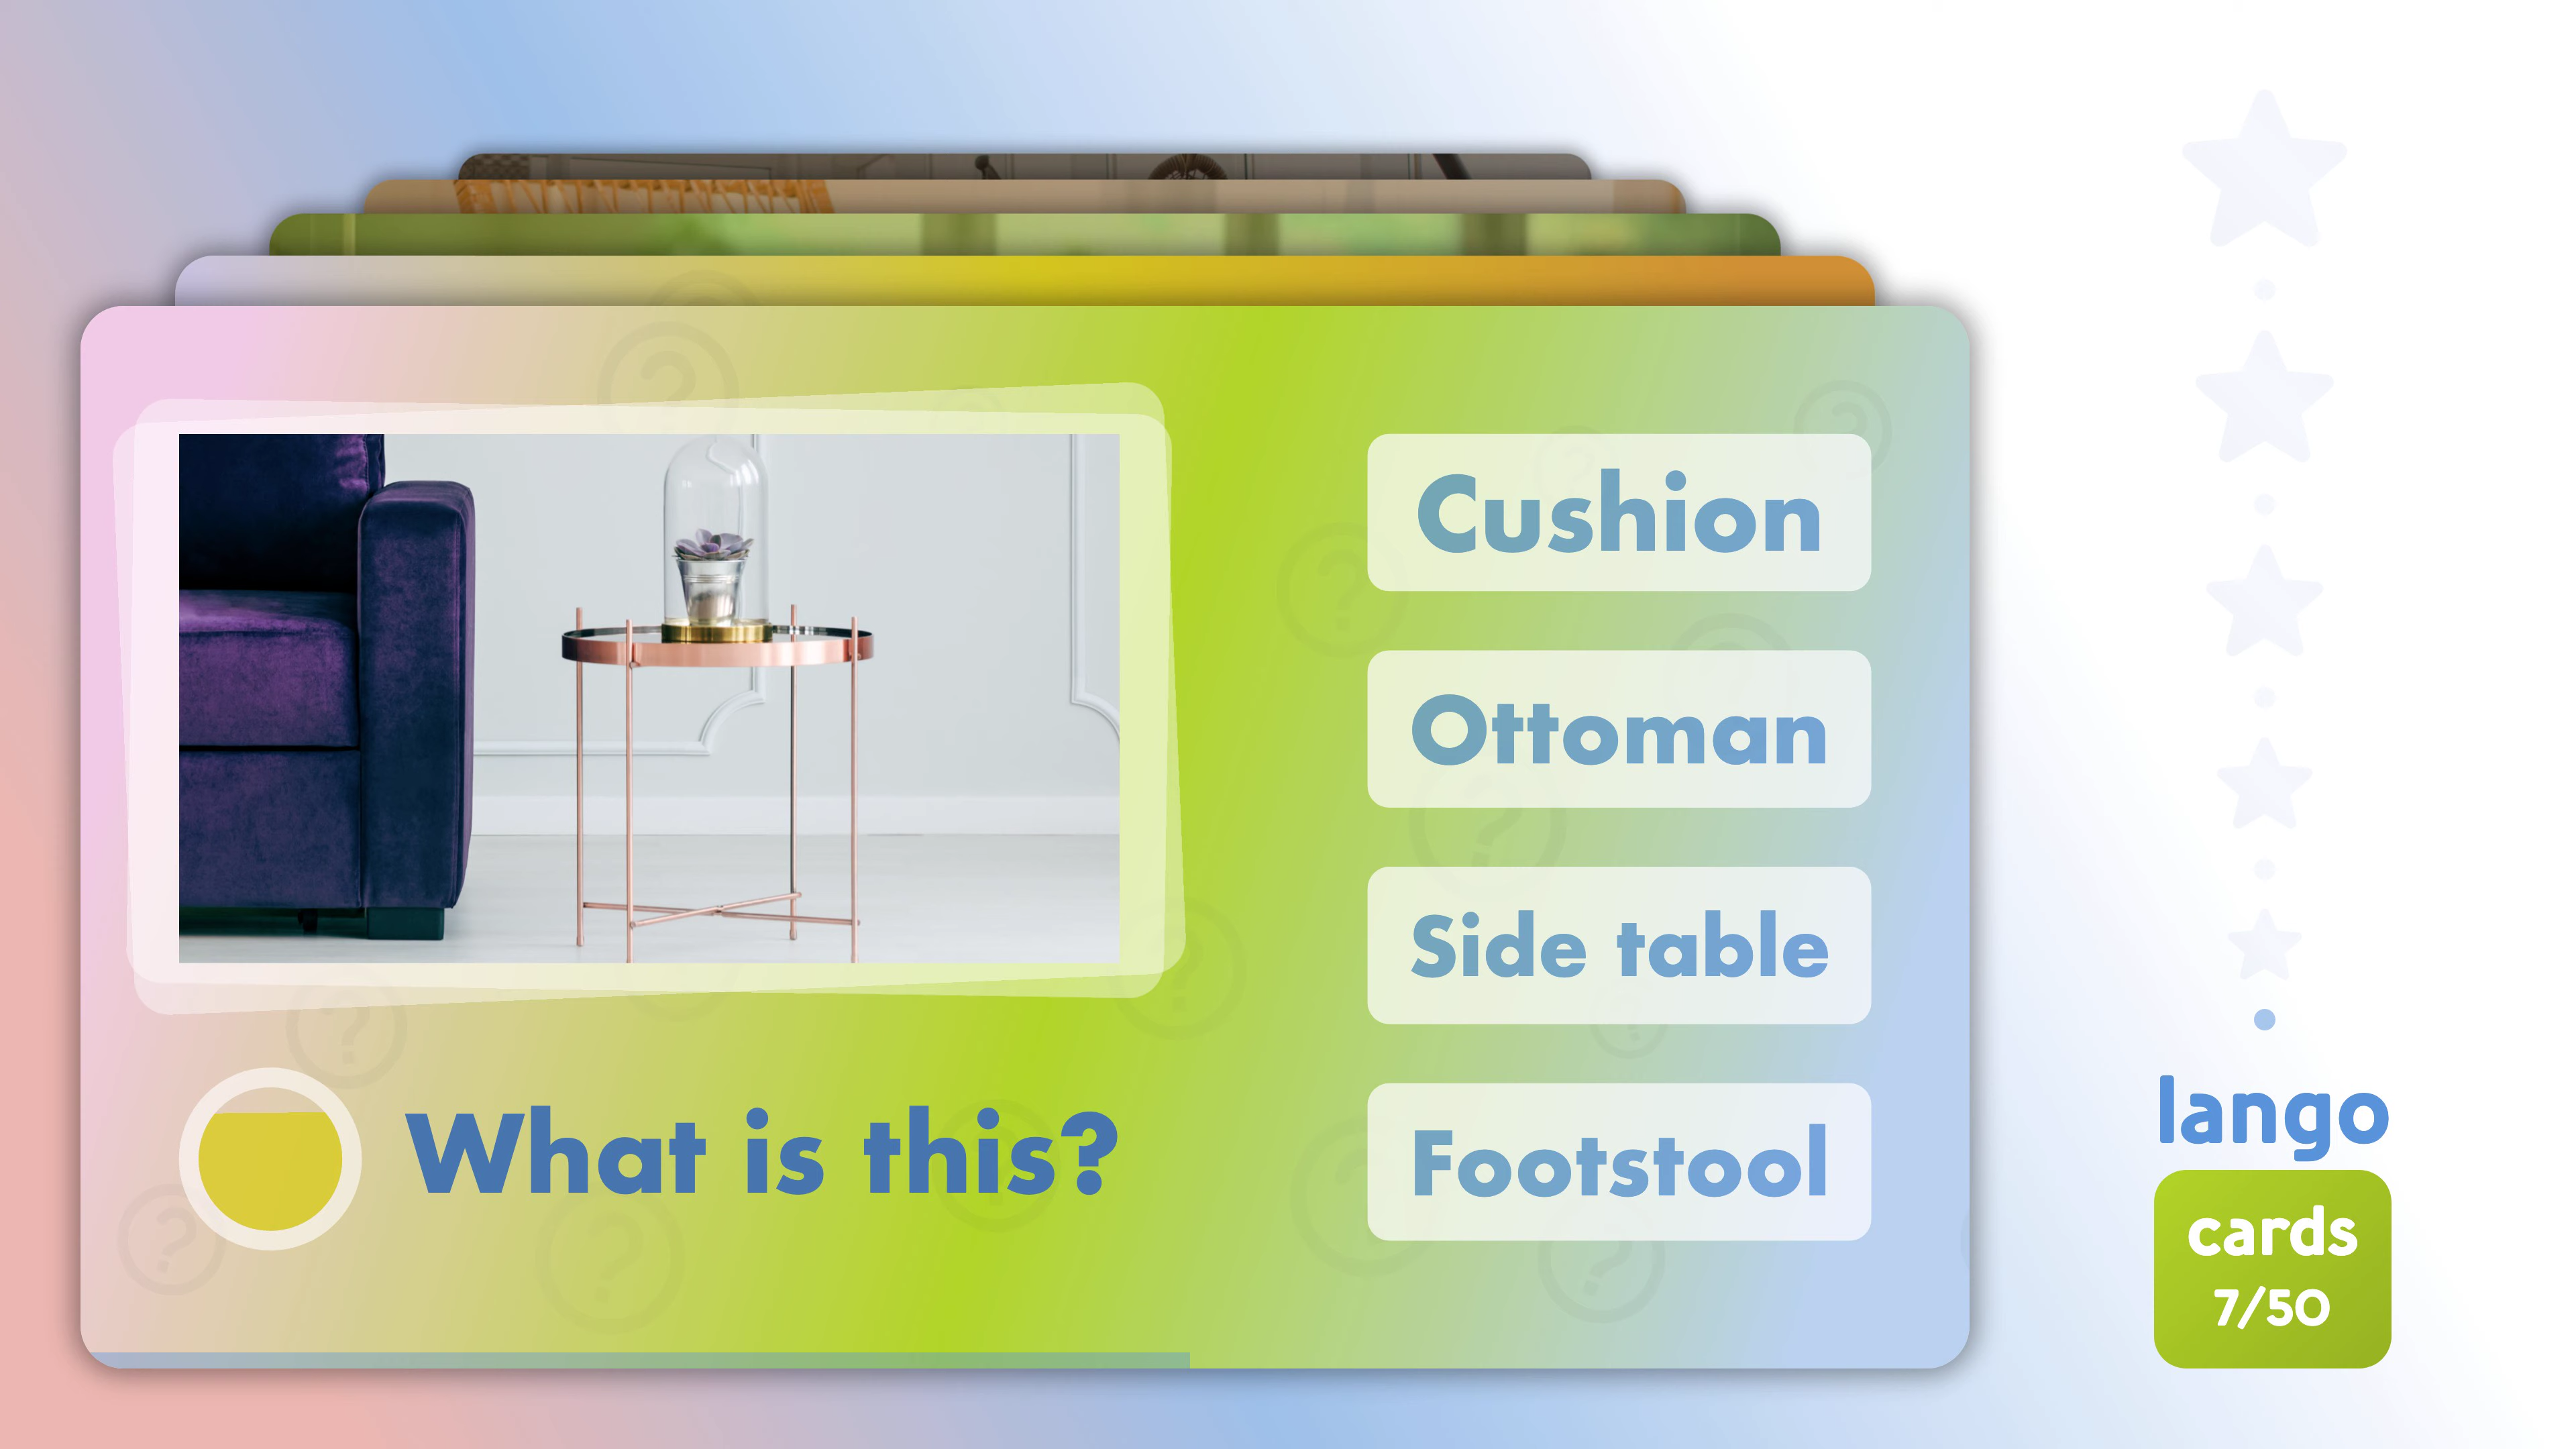 Cushion
Ottoman
Side table
Footstool
What is this?
lango
cards
7/50